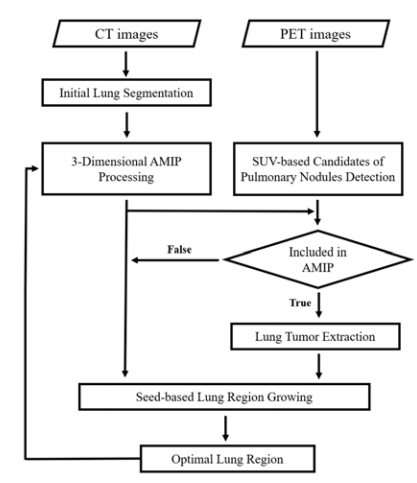 CT images
PET images
Initial Lung Segmentation
3-Dimensional AMIP
Processing
SUV-based Candidates of
Pulmonary Nodules Detection
Included in
AMIP
False
True
Lung Tumor Extraction
Seed-based Lung Region Growing
Optimal Lung Region